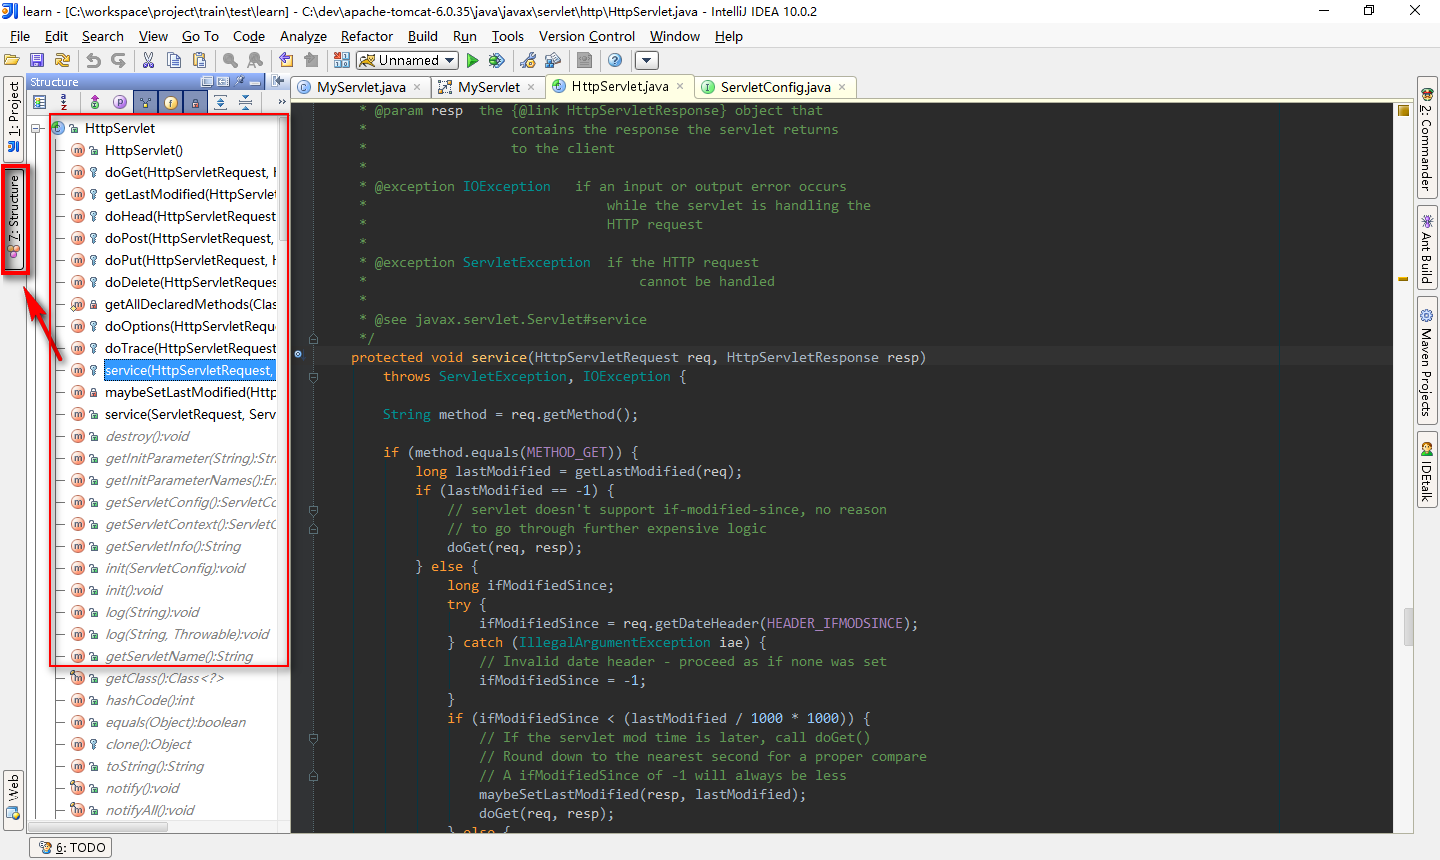 learn - [C:\workspace\project\train\test\learn] - C:\dev\apache-tomcat-6.0.35\java\javax\servlet\http\HttpServlet.java - IntelliJ IDEA 10.0.2
File Edit Search View Go To Code Analyze Refactor Build Run Tools Version Control Window Help
Unnamed
Structure
MyServlet.java
MyServlet
HttpServlet.java
ServletConfig.java
1: Project
7: Structure
Web
HttpServlet
HttpServlet()
doGet(HttpServletRequest, H
getLastModified(HttpServlet
doHead(HttpServletRequest
doPost(HttpServletRequest,
doPut(HttpServletRequest, H
doDelete(HttpServletReques
getAllDeclaredMethods(Clas
doOptions(HttpServletReque
doTrace(HttpServletRequest
service(HttpServletRequest,
maybeSetLastModified(Http
service(ServletRequest, Serv
destroy():void
getInitParameter(String):Stri
getInitParameterNames():En
getServletConfig():ServletCo
getServletContext():ServletC
getServletInfo():String
init(ServletConfig):void
init():void
log(String):void
log(String, Throwable):void
getServletName():String
getClass():Class<?>
hashCode():int
equals(Object):boolean
clone():Object
toString():String
notify():void
notifyAll():void
* @param resp  the {@link HttpServletResponse} object that
*                  contains the response the servlet returns
*                  to the client
*
* @exception IOException   if an input or output error occurs
*                              while the servlet is handling the
*                              HTTP request
*
* @exception ServletException  if the HTTP request
*                                  cannot be handled
*
* @see javax.servlet.Servlet#service
*/
protected void service(HttpServletRequest req, HttpServletResponse resp)
throws ServletException, IOException {
String method = req.getMethod();
if (method.equals(METHOD_GET)) {
long lastModified = getLastModified(req);
if (lastModified == -1) {
// servlet doesn't support if-modified-since, no reason
// to go through further expensive logic
doGet(req, resp);
} else {
long ifModifiedSince;
try {
ifModifiedSince = req.getDateHeader(HEADER_IFMODSINCE);
} catch (IllegalArgumentException iae) {
// Invalid date header - proceed as if none was set
ifModifiedSince = -1;
}
if (ifModifiedSince < (lastModified / 1000 * 1000)) {
// If the servlet mod time is later, call doGet()
// Round down to the nearest second for a proper compare
// A ifModifiedSince of -1 will always be less
maybeSetLastModified(resp, lastModified);
doGet(req, resp);
} else {
2: Commander
Ant Build
Maven Projects
IDEtalk
6: TODO